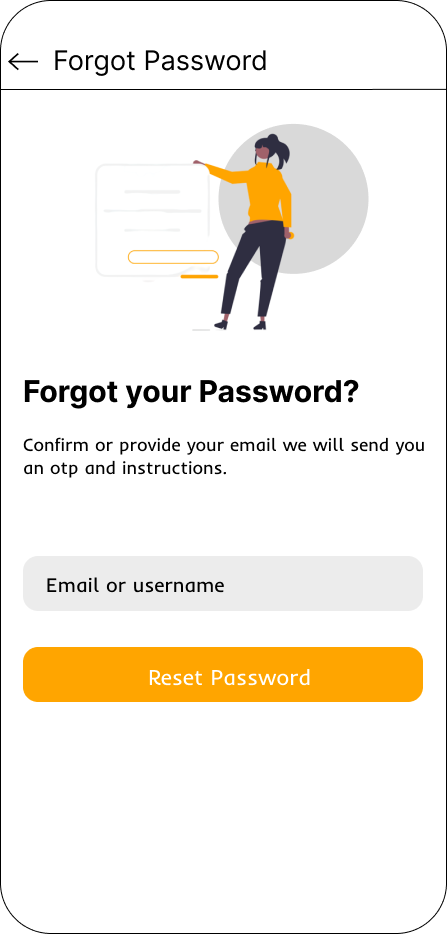 Forgot Password
Forgot your Password?
Confirm or provide your email we will send you
an otp and instructions.
Email or username
Reset Password